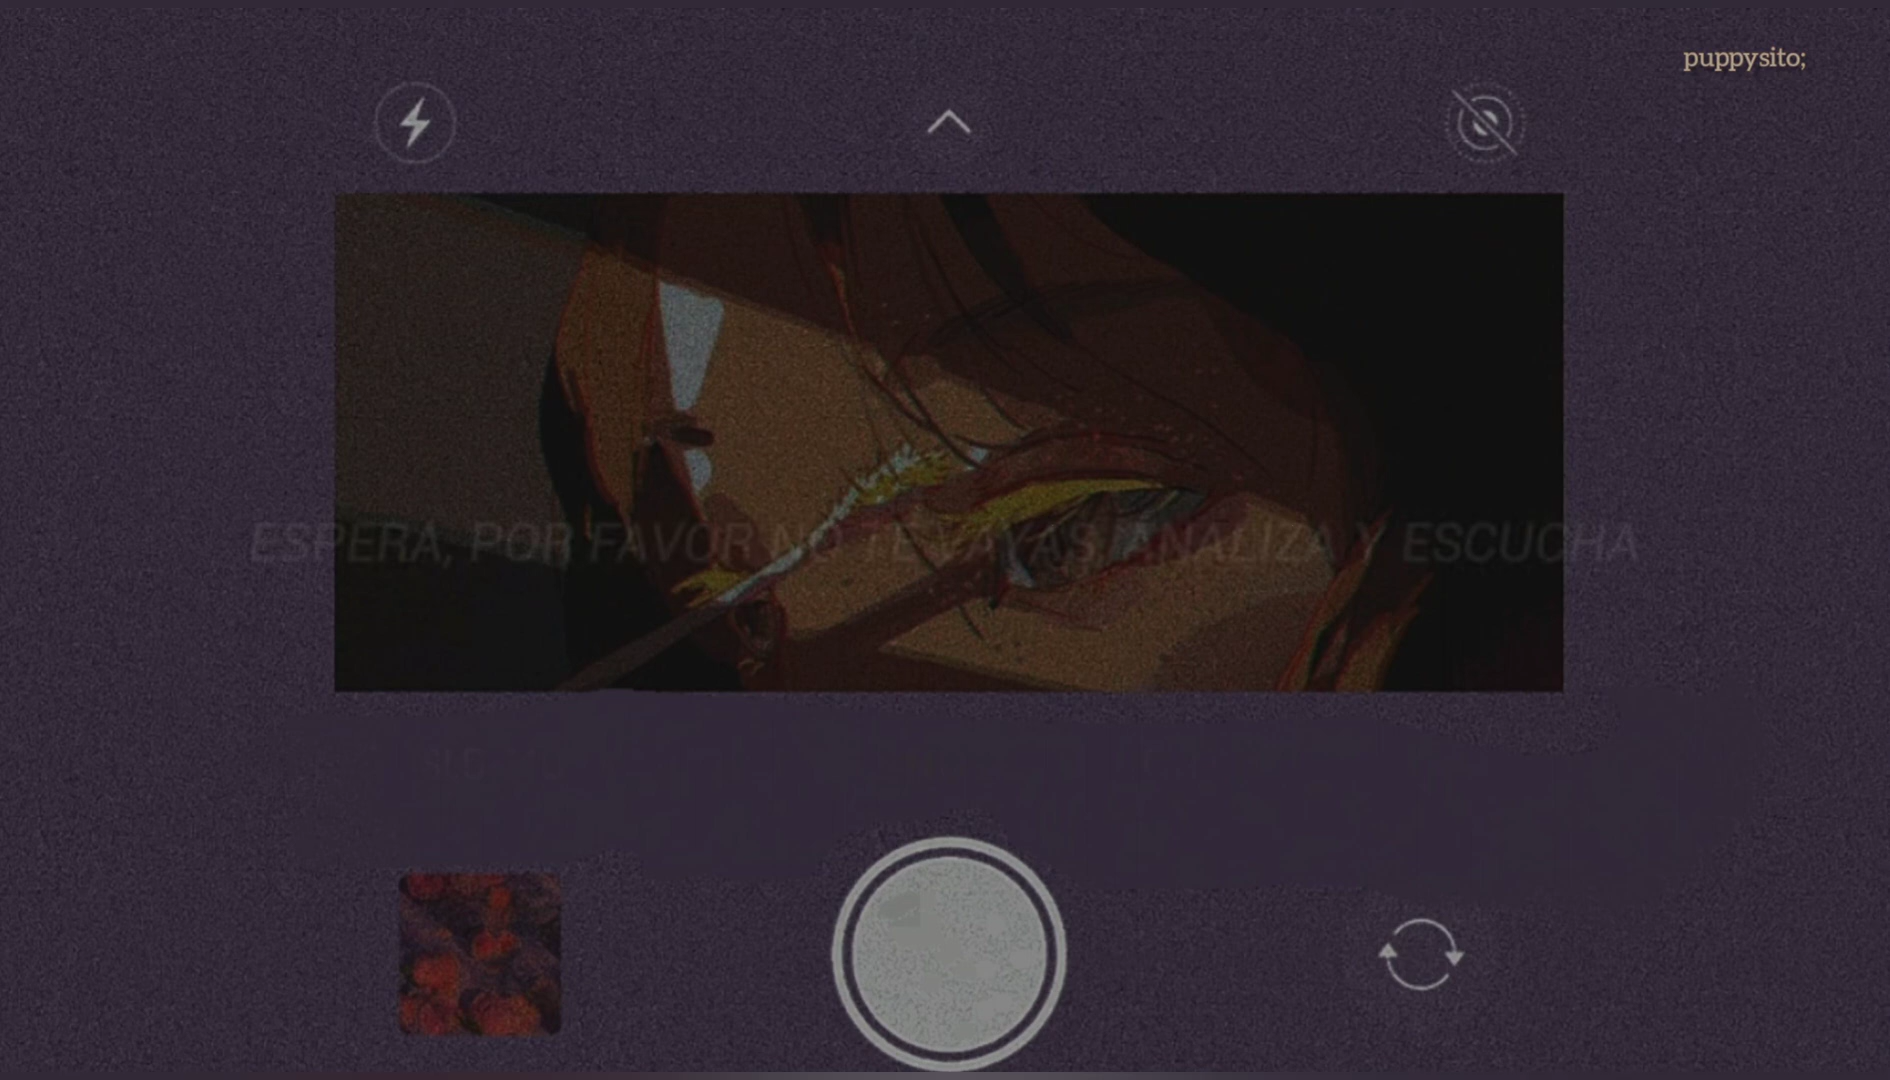 puppysito;
ESPERA, POR FAVOR NO TE VAYAS, ANALIZA Y ESCUCHA